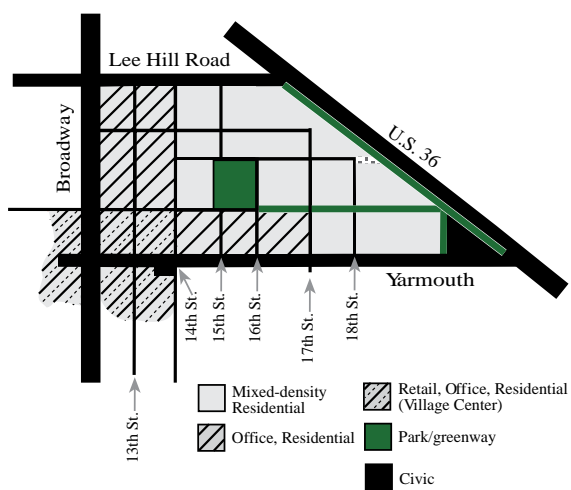 Lee Hill Road
Broadway
U.S. 36
Yarmouth
14th St.
15th St.
16th St.
17th St.
18th St.
13th St.
Mixed-density
Residential
Office, Residential
Retail, Office, Residential
(Village Center)
Park/greenway
Civic